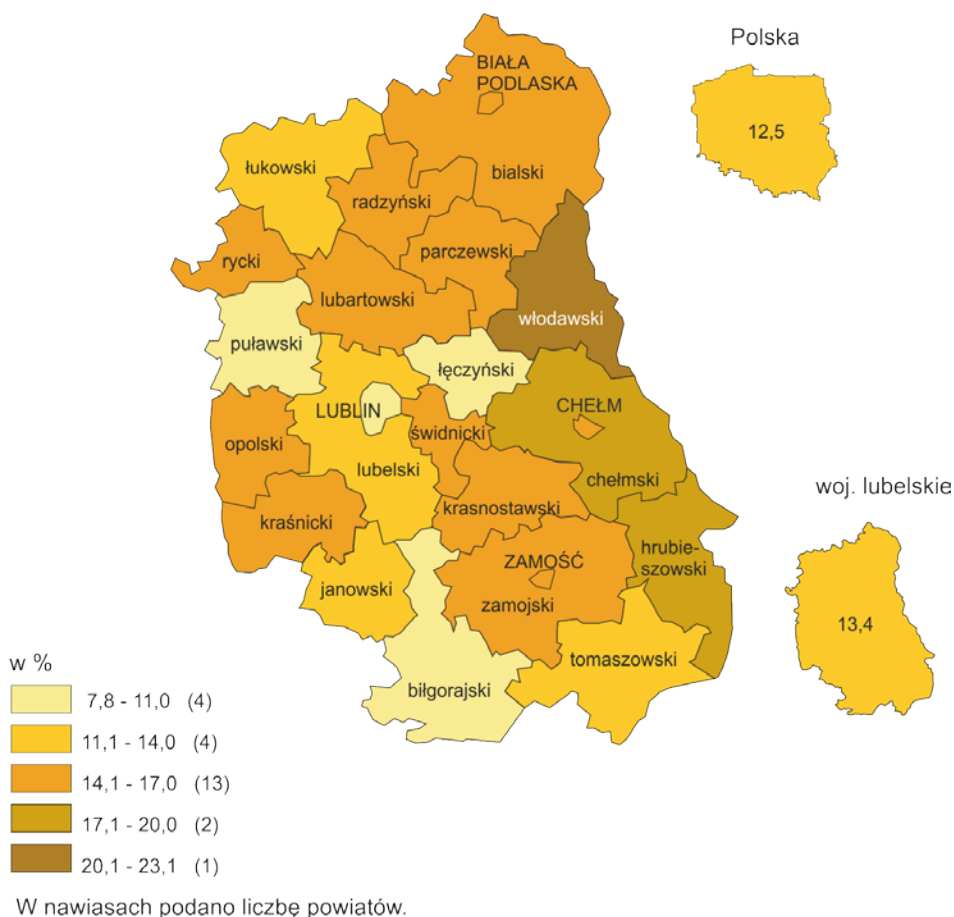 Polska
BIAŁA
PODLASKA
12,5
łukowski
bialski
radzyński
parczewski
rycki
lubartowski
włodawski
puławski
łęczyński
LUBLIN
CHEŁM
świdnicki
opolski
lubelski
chełmski
woj. lubelskie
krasnostawski
kraśnicki
hrubie-
szowski
ZAMOŚĆ
janowski
zamojski
13,4
tomaszowski
w %
biłgorajski
7,8 - 11,0 (4)
11,1 - 14,0 (4)
14,1 - 17,0 (13)
17,1 - 20,0 (2)
20,1 - 23,1 (1)
W nawiasach podano liczbę powiatów.